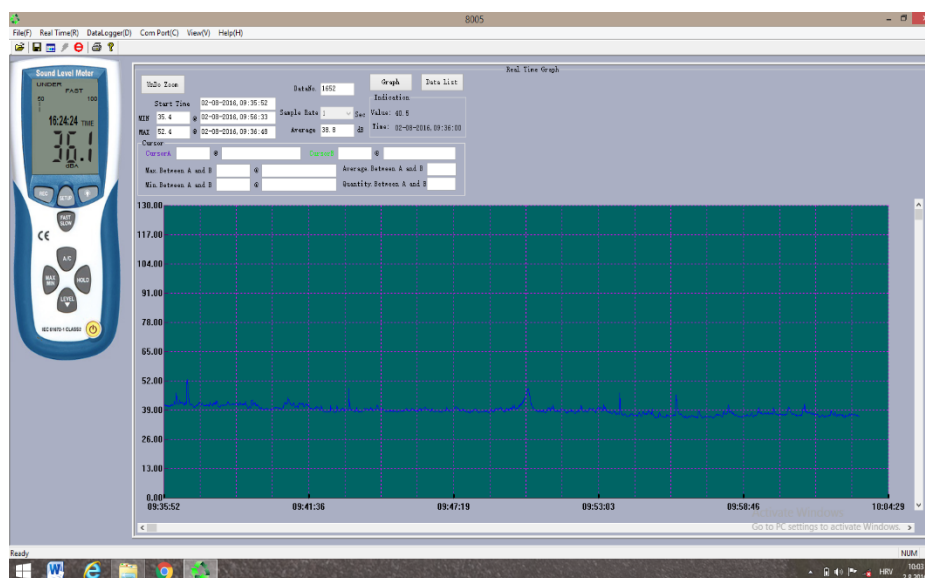 8005
File(F) Real Time(R) DataLogger(D) Com Port(C) View(V) Help(H)
Sound Level Meter
UNDER
FAST
50 100
16:24:24 TIME
36.1
dBA
REC SETUP
FAST
SLOW
A/C
MAX
MIN
HOLD
LEVEL
Real Time Graph
UnDo Zoom
DataNo. 1652
Graph Data List
Start Time 02-08-2016,09:35:52
MIN 35.4 @ 02-08-2016,09:56:33
MAX 52.4 @ 02-08-2016,09:36:48
Sample Rate 1 Sec
Average 38.8 dB
Indication
Value: 40.5
Time: 02-08-2016,09:36:00
Cursor
CursorA @ CursorB @
Max Between A and B @ Average Between A and B
Min Between A and B @ Quantity Between A and B
130.00
117.00
104.00
91.00
78.00
65.00
52.00
39.00
26.00
13.00
0.00
09:35:52 09:41:36 09:47:19 09:53:03 09:58:46 10:04:29
Activate Windows
Go to PC settings to activate Windows.
Ready NUM
HRV 10:03